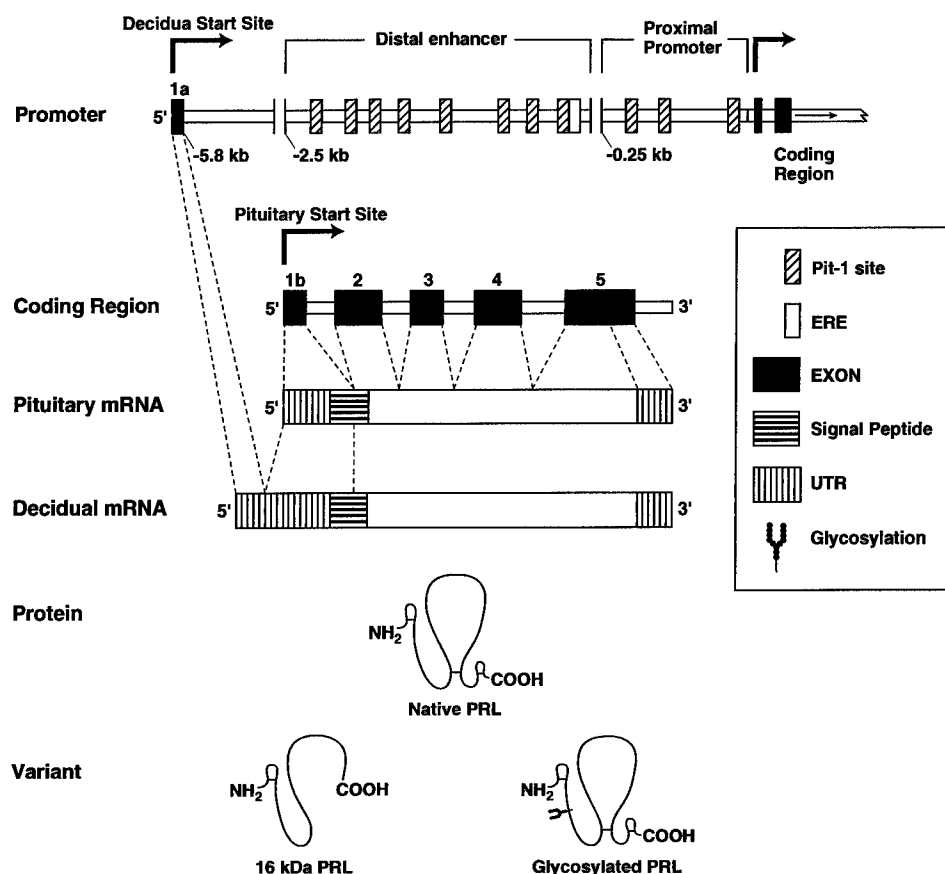 Decidua Start Site
Distal enhancer
Proximal
Promoter
1a
Promoter
5'
-5.8 kb
-2.5 kb
-0.25 kb
Coding
Region
Pituitary Start Site
1b 2 3 4 5
Coding Region
5' 3'
Pituitary mRNA
5' 3'
Decidual mRNA
5' 3'
Pit-1 site
ERE
EXON
Signal Peptide
UTR
Glycosylation
Protein
NH2
COOH
Native PRL
Variant
NH2
COOH
16 kDa PRL
NH2
COOH
Glycosylated PRL